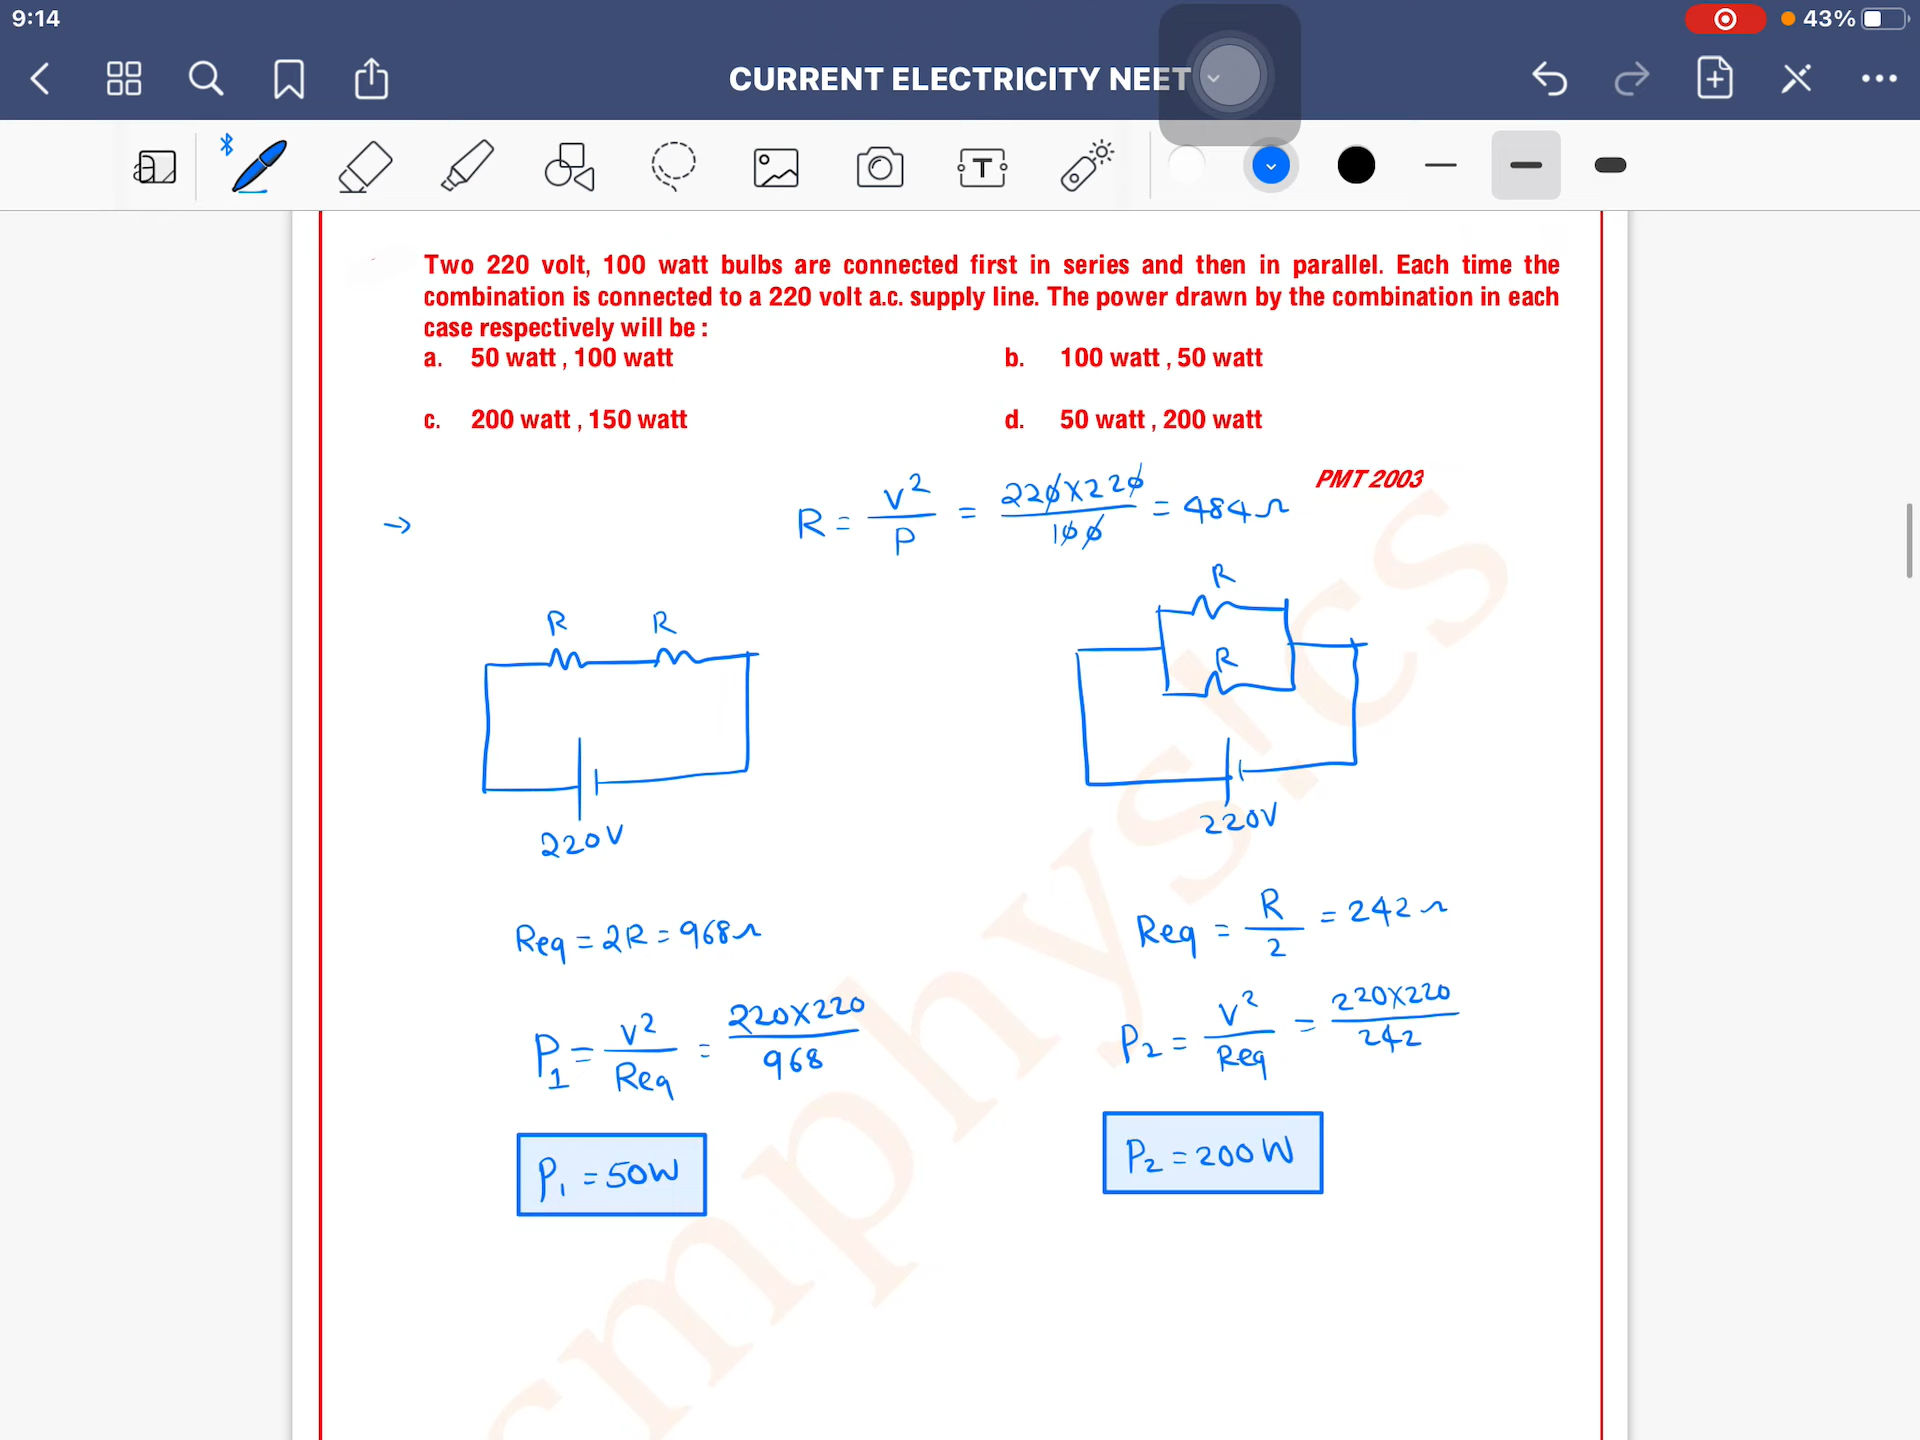 9:14
43%
CURRENT ELECTRICITY NEET
Two 220 volt, 100 watt bulbs are connected first in series and then in parallel. Each time the
combination is connected to a 220 volt a.c. supply line. The power drawn by the combination in each
case respectively will be :
a. 50 watt , 100 watt
b. 100 watt , 50 watt
c. 200 watt , 150 watt
d. 50 watt , 200 watt
PMT 2003
→ R = V²/P = 220×220/100 = 484Ω
R R
220V
R
R
220V
Req = 2R = 968Ω
Req = R/2 = 242Ω
P1 = V²/Req = 220×220/968
P2 = V²/Req = 220×220/242
P1 = 50W
P2 = 200W
cmphysics